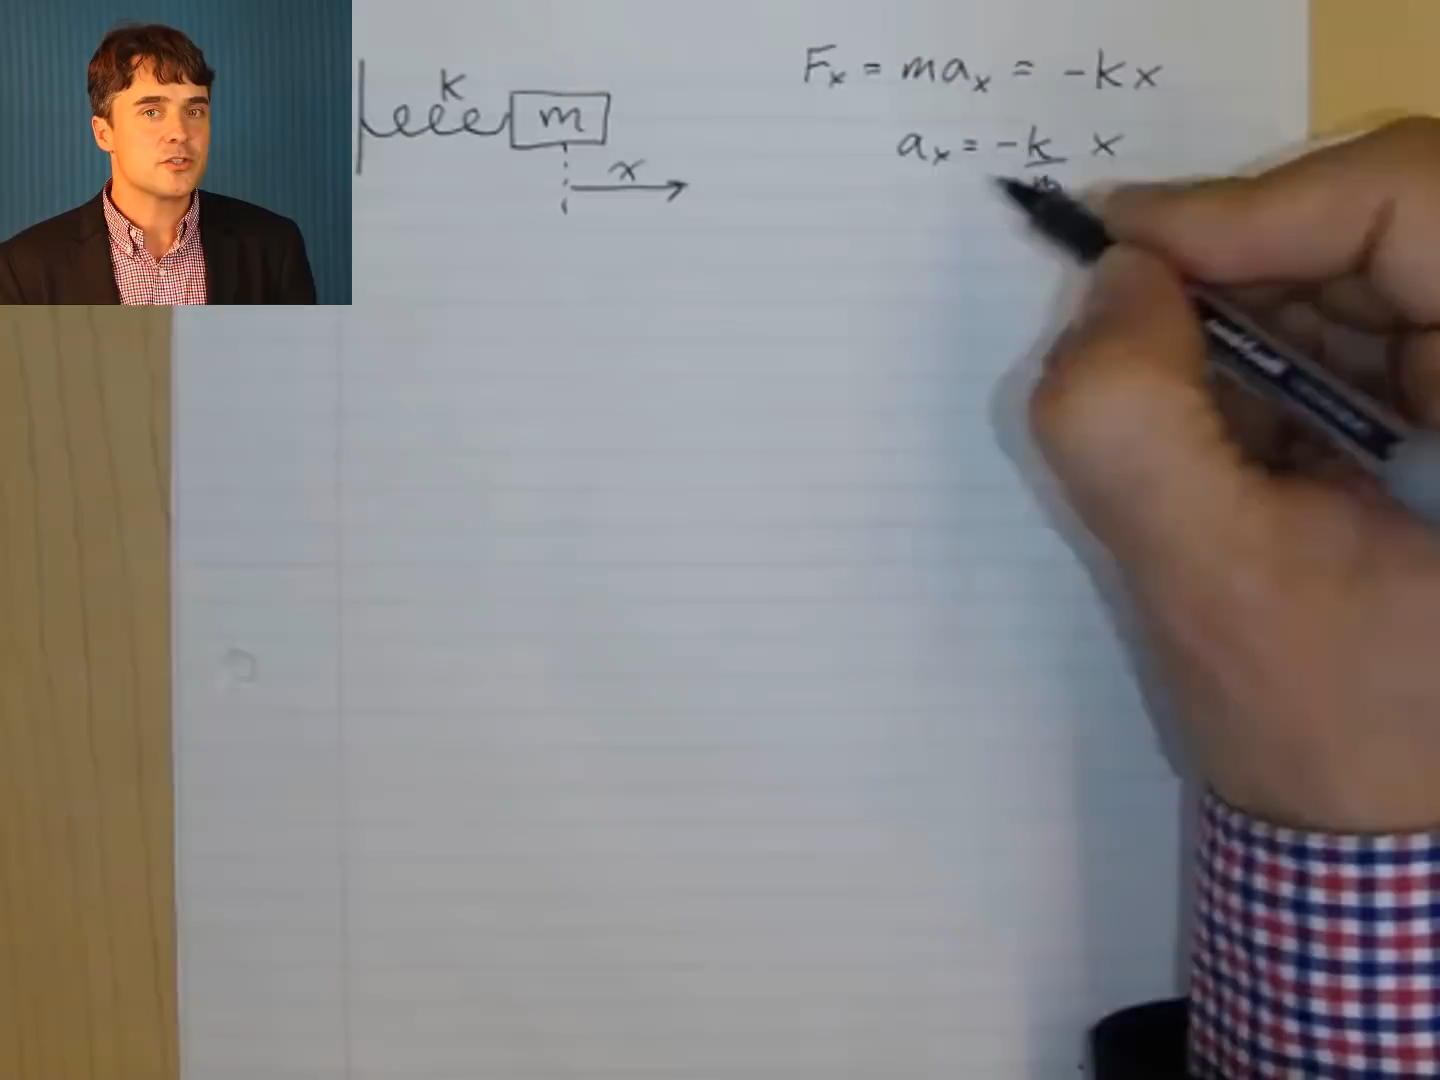 k
m
x
Fx = max = -kx
ax = -k/m x